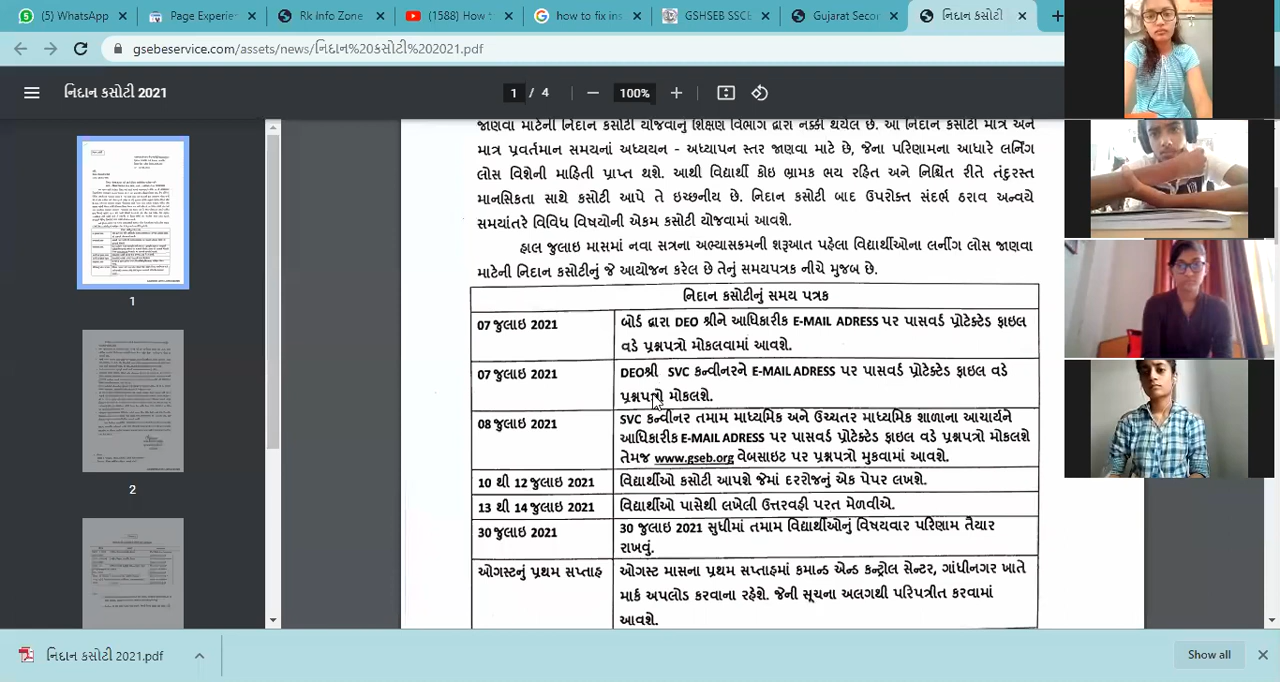 (5) WhatsApp
Page Experien
Rk Info Zone
(1588) How t
how to fix ins
GSHSEB SSCE
Gujarat Secon
નિદાન કસોટી
gsebeservice.com/assets/news/નિદાન%20કસોટી%202021.pdf
નિદાન કસોટી 2021
1 / 4
100%
1
2
જાણવા માટેની નિદાન કસોટી યોજવાનું શિક્ષણ વિભાગ દ્વારા નક્કી થયેલ છે. આ નિદાન કસોટી માત્ર અને
માત્ર પ્રવર્તમાન સમયનાં અધ્યયન - અધ્યાપન સ્તર જાણવા માટે છે, જેના પરિણામના આધારે લર્નિંગ
લોસ વિશેની માહિતી પ્રાપ્ત થશે. આથી વિદ્યાર્થી કોઇ ભ્રામક ભય રહિત અને નિશ્ચિત રીતે તંદુરસ્ત
માનસિકતા સાથે કસોટી આપે તે ઇચ્છનીય છે. નિદાન કસોટી બાદ ઉપરોક્ત સંદર્ભ ઠરાવ અન્વયે
સમયાંતરે વિવિધ વિષયોની એકમ કસોટી યોજવામાં આવશે.
હાલ જુલાઇ માસમાં નવા સત્રના અભ્યાસક્રમની શરૂઆત પહેલાં વિદ્યાર્થીઓના લર્નીંગ લોસ જાણવા
માટેની નિદાન કસોટીનું જે આયોજન કરેલ છે તેનું સમયપત્રક નીચે મુજબ છે.
નિદાન કસોટીનું સમય પત્રક
07 જુલાઇ 2021 બોર્ડ દ્વારા DEO શ્રીને આધિકારીક E-MAIL ADRESS પર પાસવર્ડ પ્રોટેક્ટેડ ફાઇલ
વડે પ્રશ્નપત્રો મોકલવામાં આવશે.
07 જુલાઇ 2021 DEOશ્રી SVC કન્વીનરને E-MAIL ADRESS પર પાસવર્ડ પ્રોટેક્ટેડ ફાઇલ વડે
પ્રશ્નપત્રો મોકલશે.
08 જુલાઇ 2021 SVC કન્વીનર તમામ માધ્યમિક અને ઉચ્ચતર માધ્યમિક શાળાના આચાર્યને
આધિકારીક E-MAIL ADRESS પર પાસવર્ડ પ્રોટેક્ટેડ ફાઇલ વડે પ્રશ્નપત્રો મોકલશે
તેમજ www.gseb.org વેબસાઇટ પર પ્રશ્નપત્રો મુકવામાં આવશે.
10 થી 12 જુલાઇ 2021 વિદ્યાર્થીઓ કસોટી આપશે જેમાં દરરોજનું એક પેપર લખશે.
13 થી 14 જુલાઇ 2021 વિદ્યાર્થીઓ પાસેથી લખેલી ઉત્તરવહી પરત મેળવીએ.
30 જુલાઇ 2021 30 જુલાઇ 2021 સુધીમાં તમામ વિદ્યાર્થીઓનું વિષયવાર પરિણામ તૈયાર
રાખવું.
ઓગસ્ટનું પ્રથમ સપ્તાહ ઓગસ્ટ માસના પ્રથમ સપ્તાહમાં કમાન્ડ એન્ડ કન્ટ્રોલ સેન્ટર, ગાંધીનગર ખાતે
માર્ક અપલોડ કરવાના રહેશે. જેની સૂચના અલગથી પરિપત્રીત કરવામાં
આવશે.
નિદાન કસોટી 2021.pdf
Show all